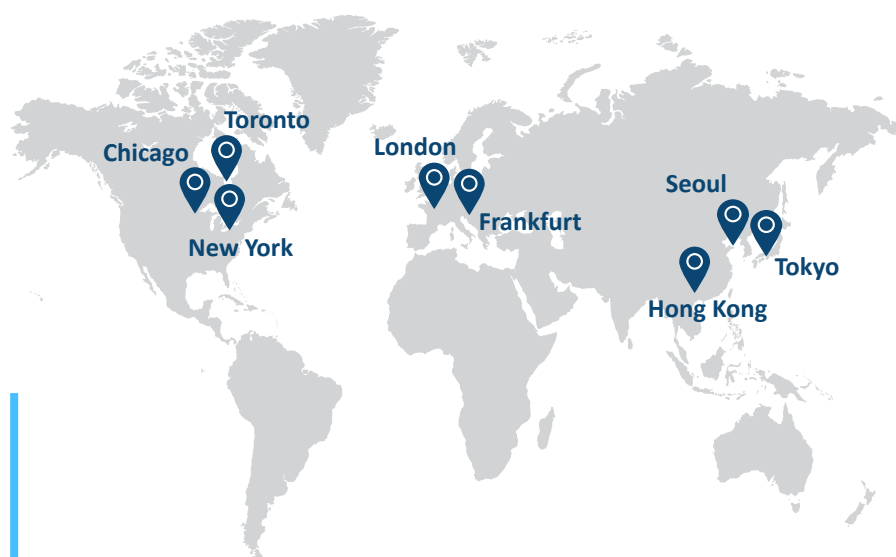 Toronto
Chicago
London
New York
Frankfurt
Seoul
Tokyo
Hong Kong